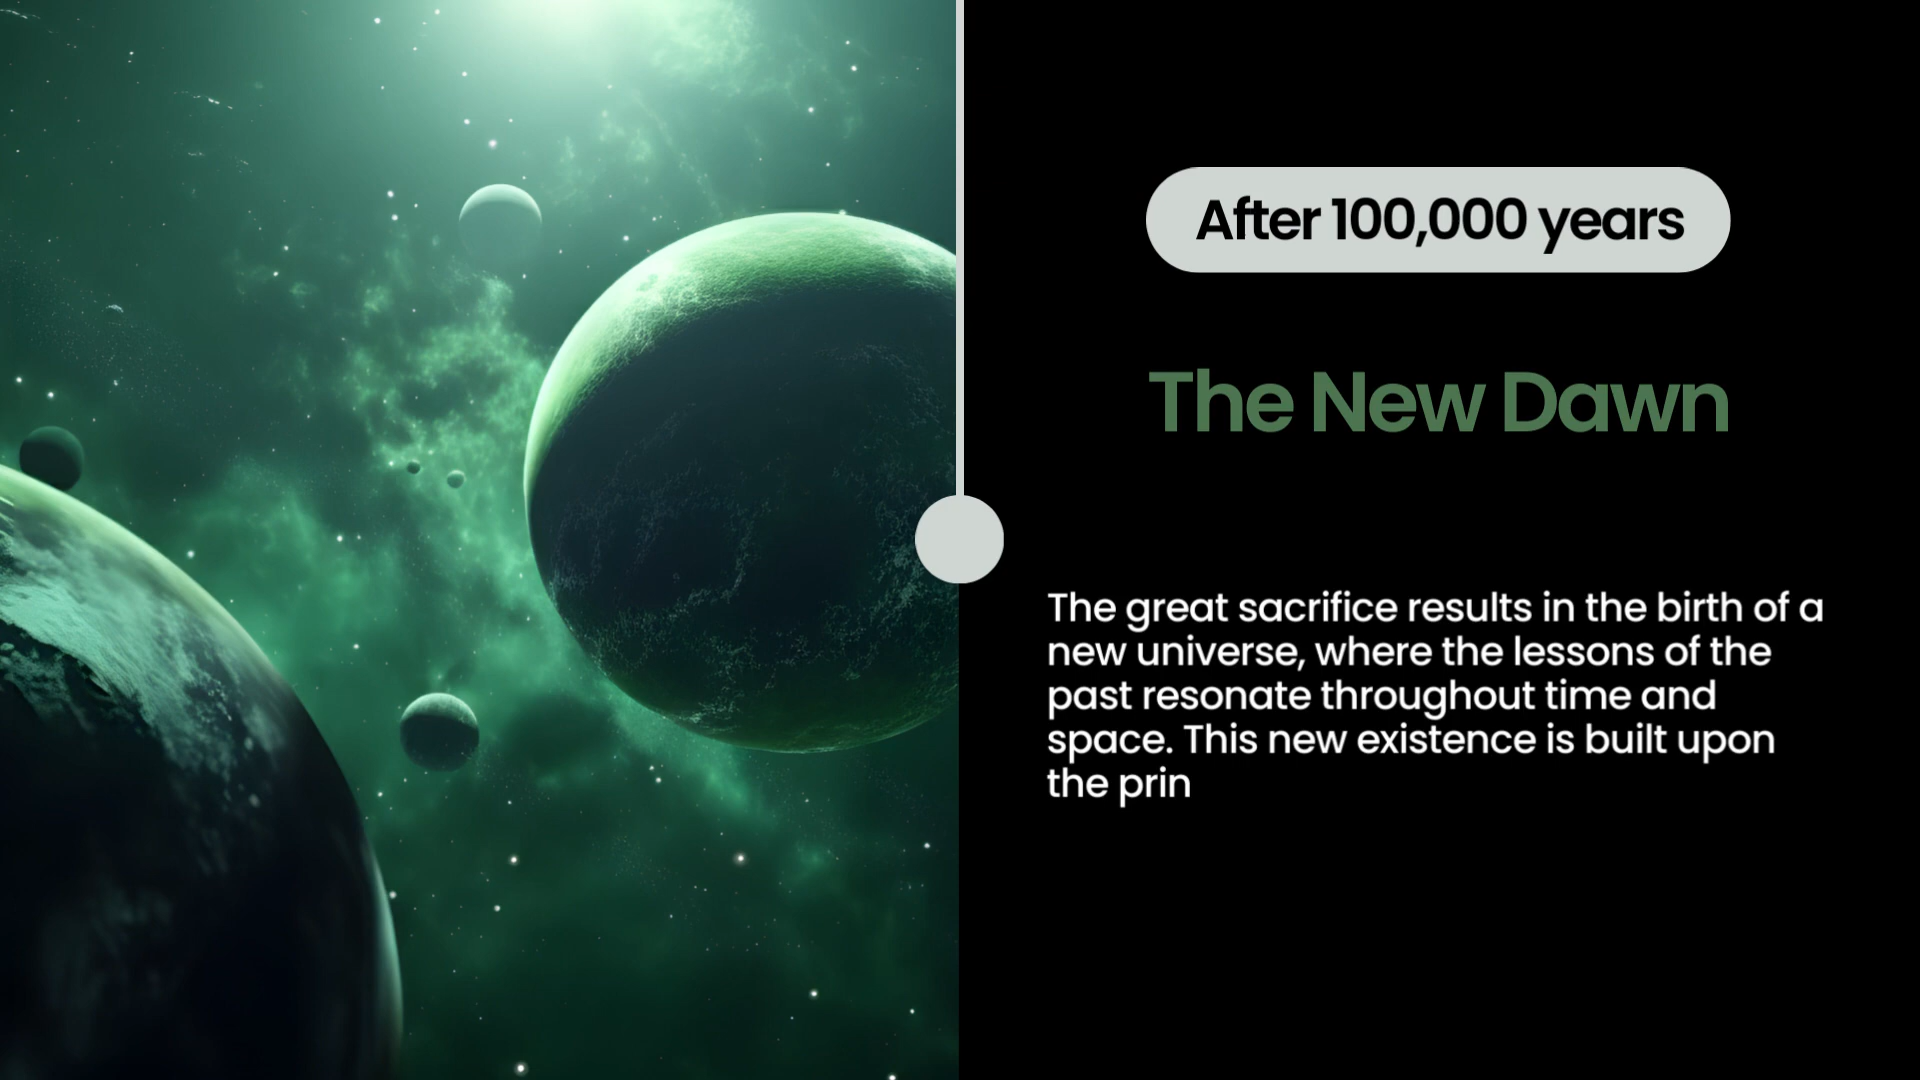 After 100,000 years
The New Dawn
The great sacrifice results in the birth of a
new universe, where the lessons of the
past resonate throughout time and
space. This new existence is built upon
the prin